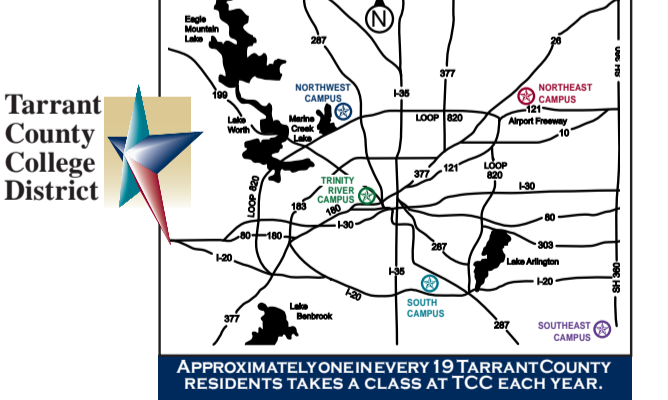 Tarrant
County
College
District
Eagle
Mountain
Lake
287
N
26
SH 360
377
199
I-35
NORTHWEST
CAMPUS
NORTHEAST
CAMPUS
121
Lake
Worth
Marine
Creek
Lake
LOOP 820
Airport Freeway
10
TRINITY
RIVER
CAMPUS
377
121
LOOP
820
LOOP 820
183
180
I-30
I-30
80
80
180
287
303
I-20
Lake Arlington
I-35
I-20
I-20
SH 360
SOUTH
CAMPUS
Lake
Benbrook
377
287
SOUTHEAST
CAMPUS
APPROXIMATELY ONE IN EVERY 19 TARRANT COUNTY
RESIDENTS TAKES A CLASS AT TCC EACH YEAR.